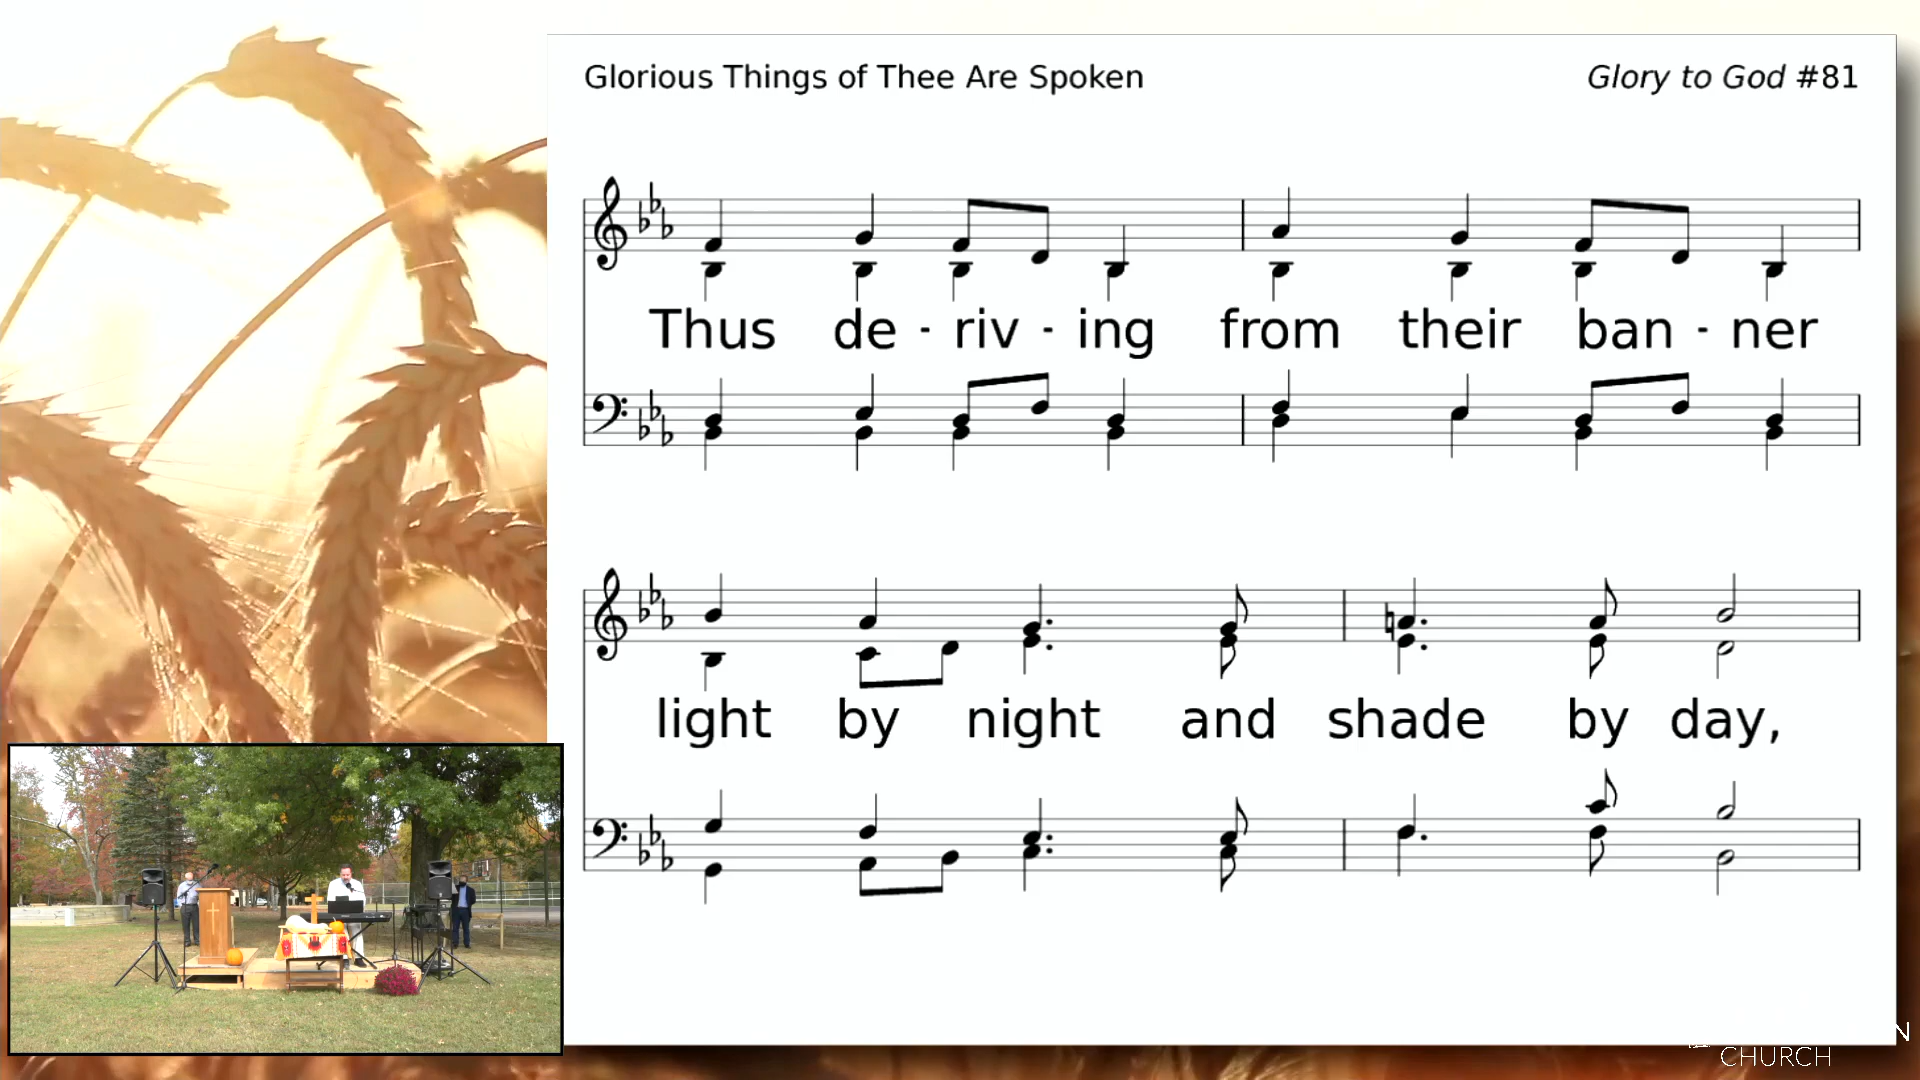 Glorious Things of Thee Are Spoken
Glory to God #81
Thus de - riv - ing from their ban - ner
light by night and shade by day,
CHURCH